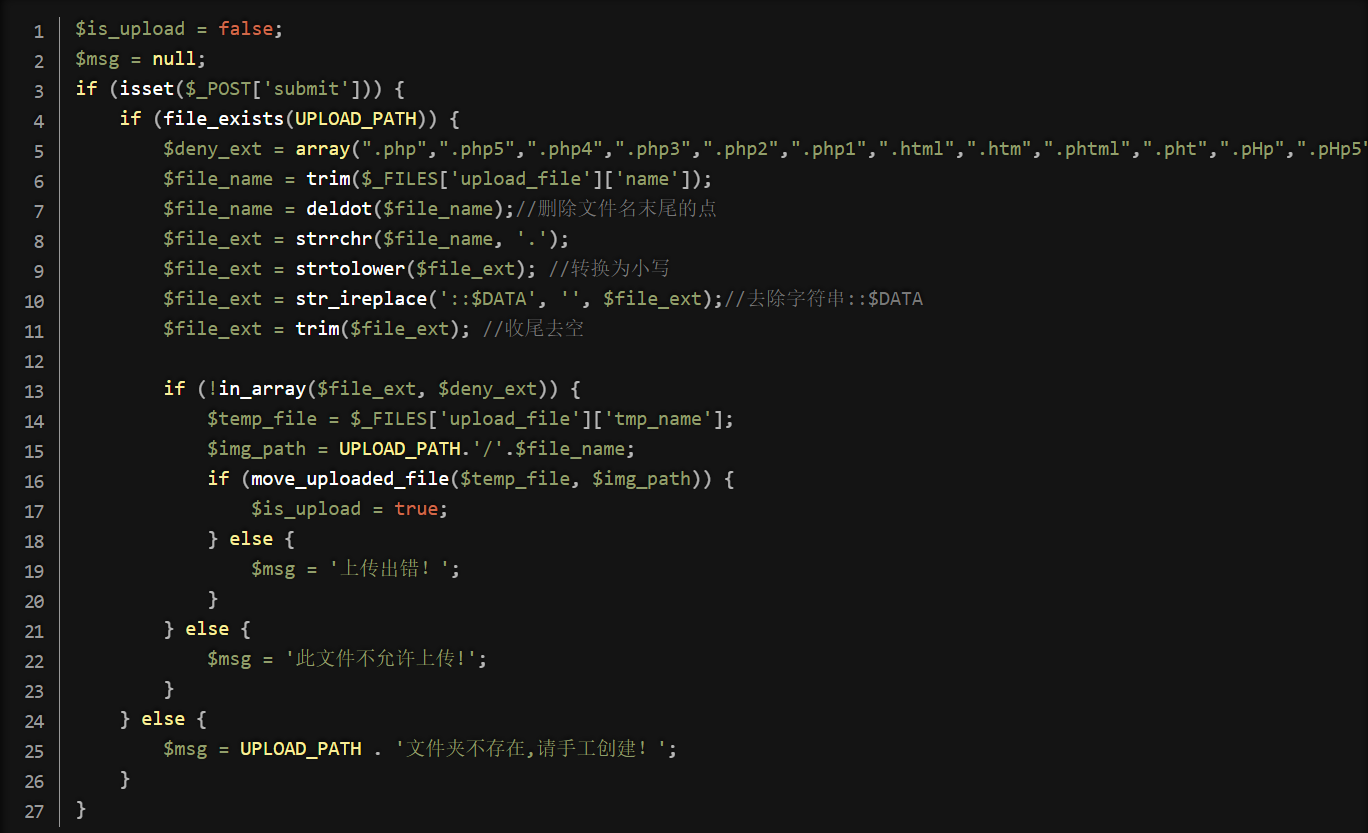 1 $is_upload = false;
2 $msg = null;
3 if (isset($_POST['submit'])) {
4 if (file_exists(UPLOAD_PATH)) {
5 $deny_ext = array(".php",".php5",".php4",".php3",".php2",".php1",".html",".htm",".phtml",".pht",".pHp",".pHp5"
6 $file_name = trim($_FILES['upload_file']['name']);
7 $file_name = deldot($file_name);//删除文件名末尾的点
8 $file_ext = strrchr($file_name, '.');
9 $file_ext = strtolower($file_ext); //转换为小写
10 $file_ext = str_ireplace('::$DATA', '', $file_ext);//去除字符串::$DATA
11 $file_ext = trim($file_ext); //收尾去空
12
13 if (!in_array($file_ext, $deny_ext)) {
14 $temp_file = $_FILES['upload_file']['tmp_name'];
15 $img_path = UPLOAD_PATH.'/'.$file_name;
16 if (move_uploaded_file($temp_file, $img_path)) {
17 $is_upload = true;
18 } else {
19 $msg = '上传出错！';
20 }
21 } else {
22 $msg = '此文件不允许上传!';
23 }
24 } else {
25 $msg = UPLOAD_PATH . '文件夹不存在,请手工创建！';
26 }
27 }